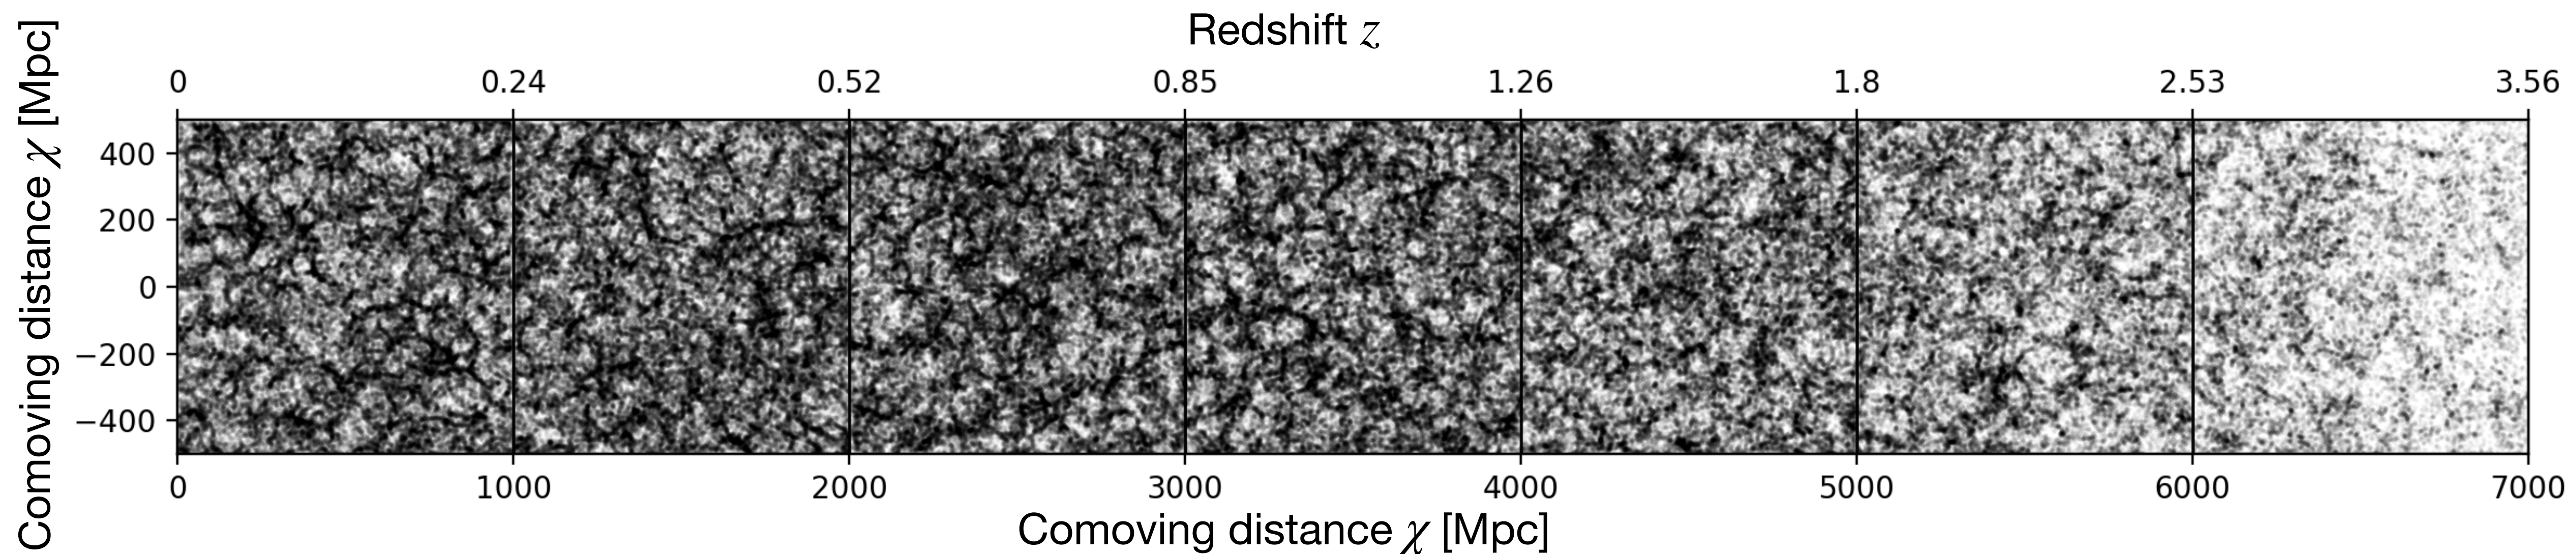 Redshift z
0 0.24 0.52 0.85 1.26 1.8 2.53 3.56
Comoving distance χ [Mpc]
400
200
0
−200
−400
0 1000 2000 3000 4000 5000 6000 7000
Comoving distance χ [Mpc]